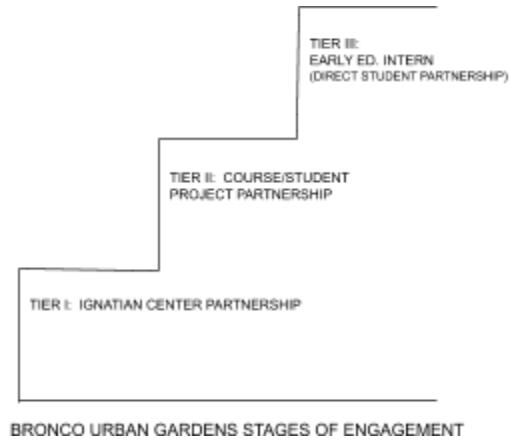 TIER III:
EARLY ED. INTERN
(DIRECT STUDENT PARTNERSHIP)
TIER II: COURSE/STUDENT
PROJECT PARTNERSHIP
TIER I: IGNATIAN CENTER PARTNERSHIP
BRONCO URBAN GARDENS STAGES OF ENGAGEMENT